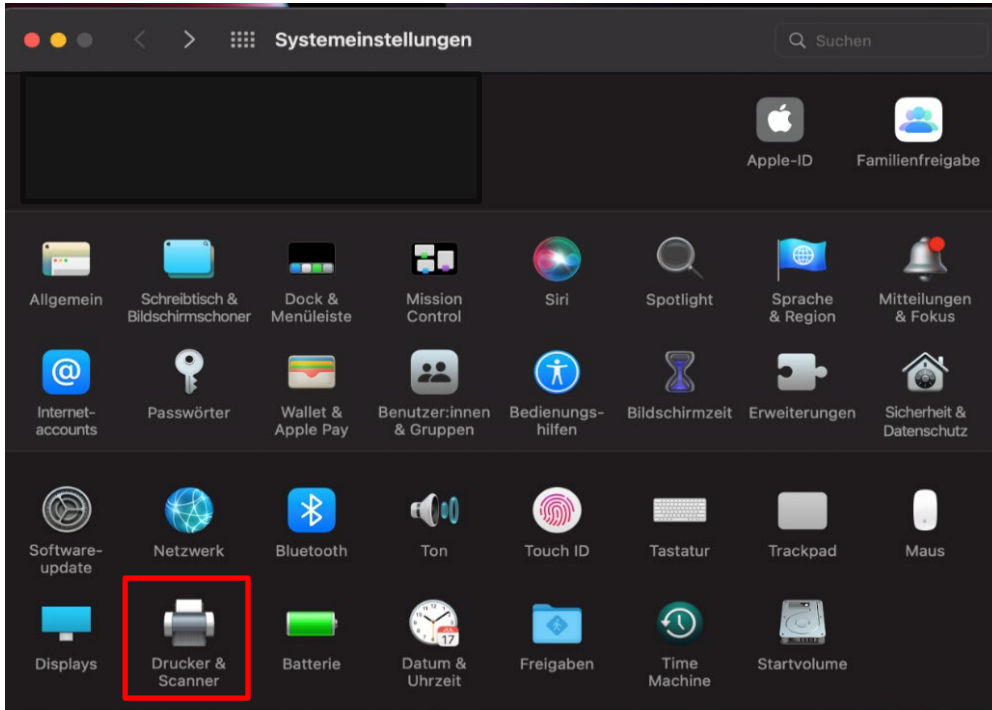 Systemeinstellungen
Suchen
Apple-ID
Familienfreigabe
Allgemein
Schreibtisch &
Bildschirmschoner
Dock &
Menüleiste
Mission
Control
Siri
Spotlight
Sprache
& Region
Mitteilungen
& Fokus
Internet-
accounts
Passwörter
Wallet &
Apple Pay
Benutzer:innen
& Gruppen
Bedienungs-
hilfen
Bildschirmzeit
Erweiterungen
Sicherheit &
Datenschutz
Software-
update
Netzwerk
Bluetooth
Ton
Touch ID
Tastatur
Trackpad
Maus
Displays
Drucker &
Scanner
Batterie
17
Datum &
Uhrzeit
Freigaben
Time
Machine
Startvolume